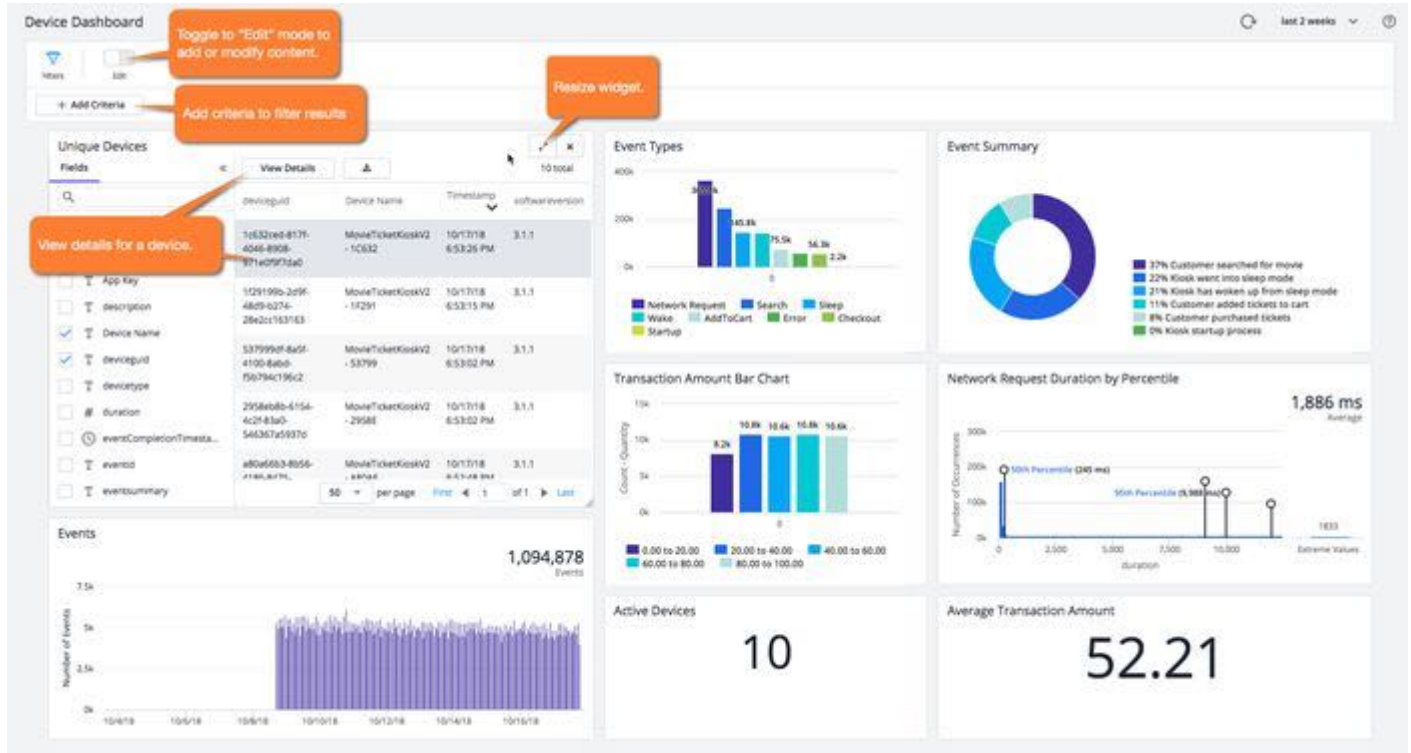 Device Dashboard
last 2 weeks
Toggle to "Edit" mode to
add or modify content.
Filters
Edit
+ Add Criteria
Add criteria to filter results
Resize widget.
Unique Devices
Fields
View Details
10 total
View details for a device.
App Key
description
Device Name
deviceguid
devicetype
duration
eventCompletionTimesta...
eventid
eventsummary
deviceguid Device Name Timestamp softwareversion
1c632ced-817f- MovieTicketKioskV2 10/17/18 3.1.1
4046-8908- - 1C632 6:53:26 PM
971e0f9f7da0
1f29199b-2d9f- MovieTicketKioskV2 10/17/18 3.1.1
48d9-b274- - 1F291 6:53:15 PM
28e2cc163163
537999df-8a5f- MovieTicketKioskV2 10/17/18 3.1.1
4100-8abd- - 53799 6:53:02 PM
f5b794c196c2
2958eb8b-6154- MovieTicketKioskV2 10/17/18 3.1.1
4c2f-83a0- - 2958E 6:53:02 PM
546367a5937d
a80a66b3-8b56- MovieTicketKioskV2 10/17/18 3.1.1
50 per page First 1 of 1 Last
Event Types
400k
200k
0k
145.8k
75.5k
56.3k
2.2k
0
Network Request Search Sleep
Wake AddToCart Error Checkout
Startup
Event Summary
37% Customer searched for movie
22% Kiosk went into sleep mode
21% Kiosk has woken up from sleep mode
11% Customer added tickets to cart
8% Customer purchased tickets
0% Kiosk startup process
Transaction Amount Bar Chart
Count - Quantity
15k
10k
5k
0k
8.2k 10.8k 10.6k 10.8k 10.6k
0
0.00 to 20.00 20.00 to 40.00 40.00 to 60.00
60.00 to 80.00 80.00 to 100.00
Network Request Duration by Percentile
1,886 ms
Average
Number of Occurrences
300k
200k
100k
0k
50th Percentile (245 ms)
95th Percentile (9,988 ms)
1833
0 2,500 5,000 7,500 10,000 Extreme Values
duration
Events
1,094,878
Events
Number of Events
7.5k
5k
2.5k
0k
10/4/18 10/6/18 10/8/18 10/10/18 10/12/18 10/14/18 10/16/18
Active Devices
10
Average Transaction Amount
52.21